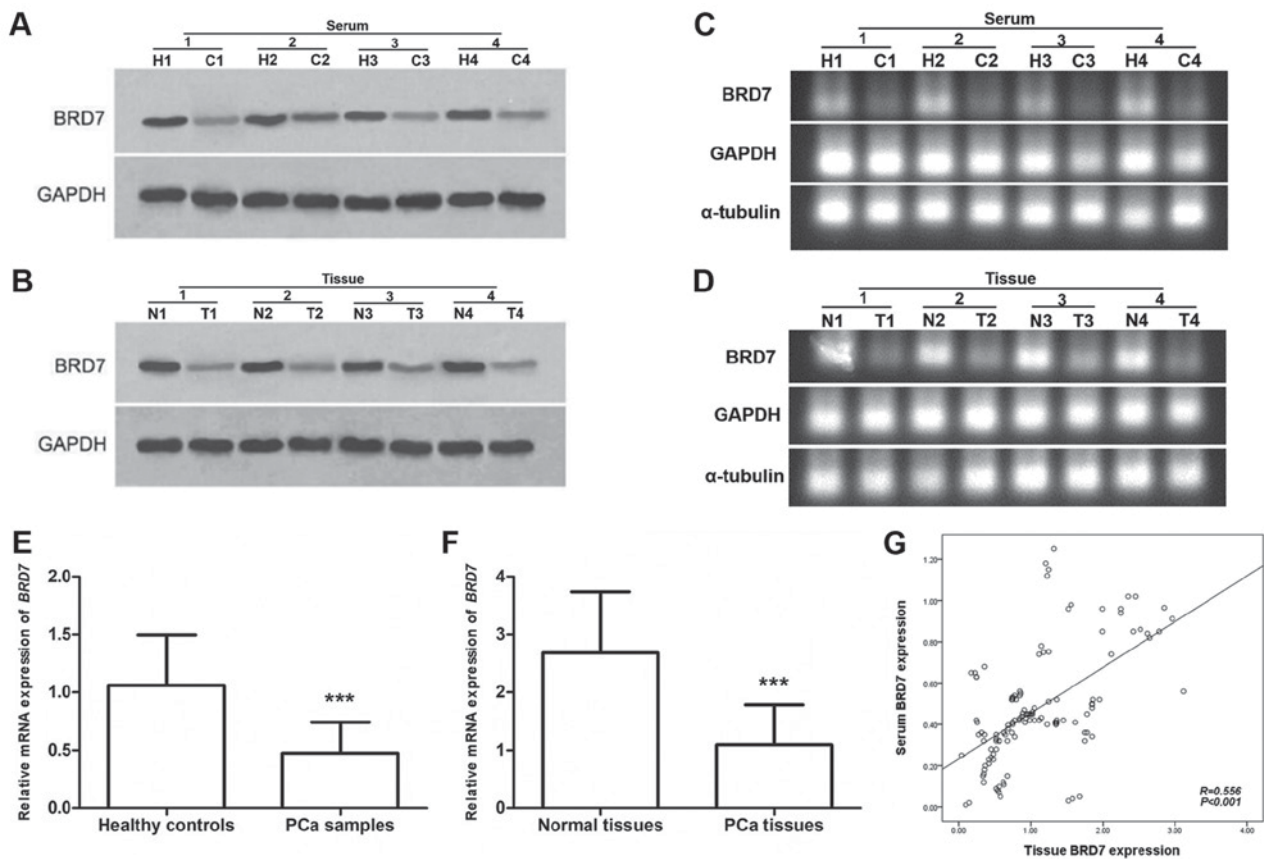 A
Serum
1 2 3 4
H1 C1 H2 C2 H3 C3 H4 C4
BRD7
GAPDH
B
Tissue
1 2 3 4
N1 T1 N2 T2 N3 T3 N4 T4
BRD7
GAPDH
C
Serum
1 2 3 4
H1 C1 H2 C2 H3 C3 H4 C4
BRD7
GAPDH
α-tubulin
D
Tissue
1 2 3 4
N1 T1 N2 T2 N3 T3 N4 T4
BRD7
GAPDH
α-tubulin
E
Relative mRNA expression of BRD7
2.0
1.5
1.0
0.5
0.0
***
Healthy controls PCa samples
F
Relative mRNA expression of BRD7
4
3
2
1
0
***
Normal tissues PCa tissues
G
Serum BRD7 expression
1.20
1.00
0.80
0.60
0.40
0.20
0.00
R=0.556
P<0.001
0.00 1.00 2.00 3.00 4.00
Tissue BRD7 expression